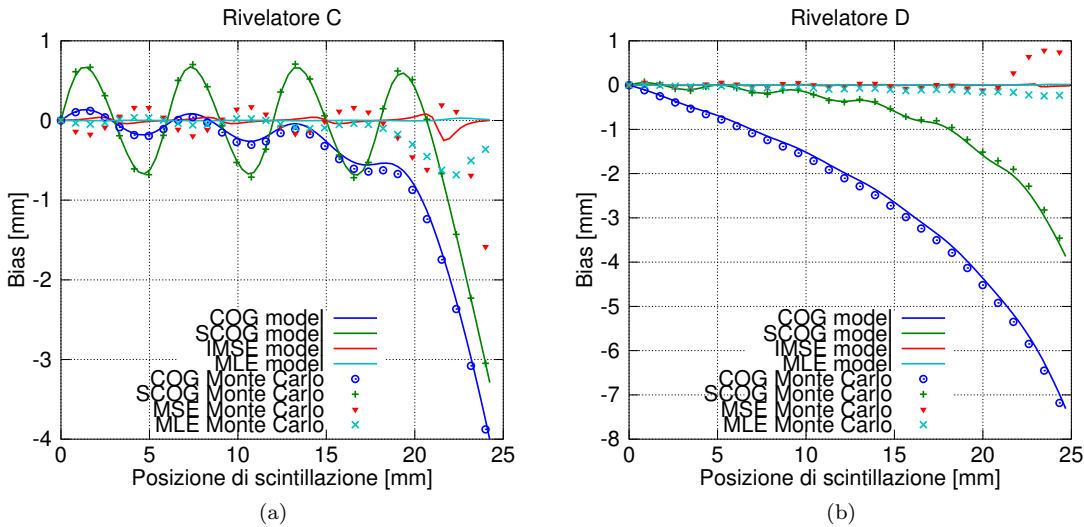 Rivelatore C
1
0
-1
-2
-3
-4
Bias [mm]
COG model
SCOG model
IMSE model
MLE model
COG Monte Carlo
SCOG Monte Carlo
MSE Monte Carlo
MLE Monte Carlo
0 5 10 15 20 25
Posizione di scintillazione [mm]
(a)
Rivelatore D
1
0
-1
-2
-3
-4
-5
-6
-7
-8
Bias [mm]
COG model
SCOG model
IMSE model
MLE model
COG Monte Carlo
SCOG Monte Carlo
MSE Monte Carlo
MLE Monte Carlo
0 5 10 15 20 25
Posizione di scintillazione [mm]
(b)